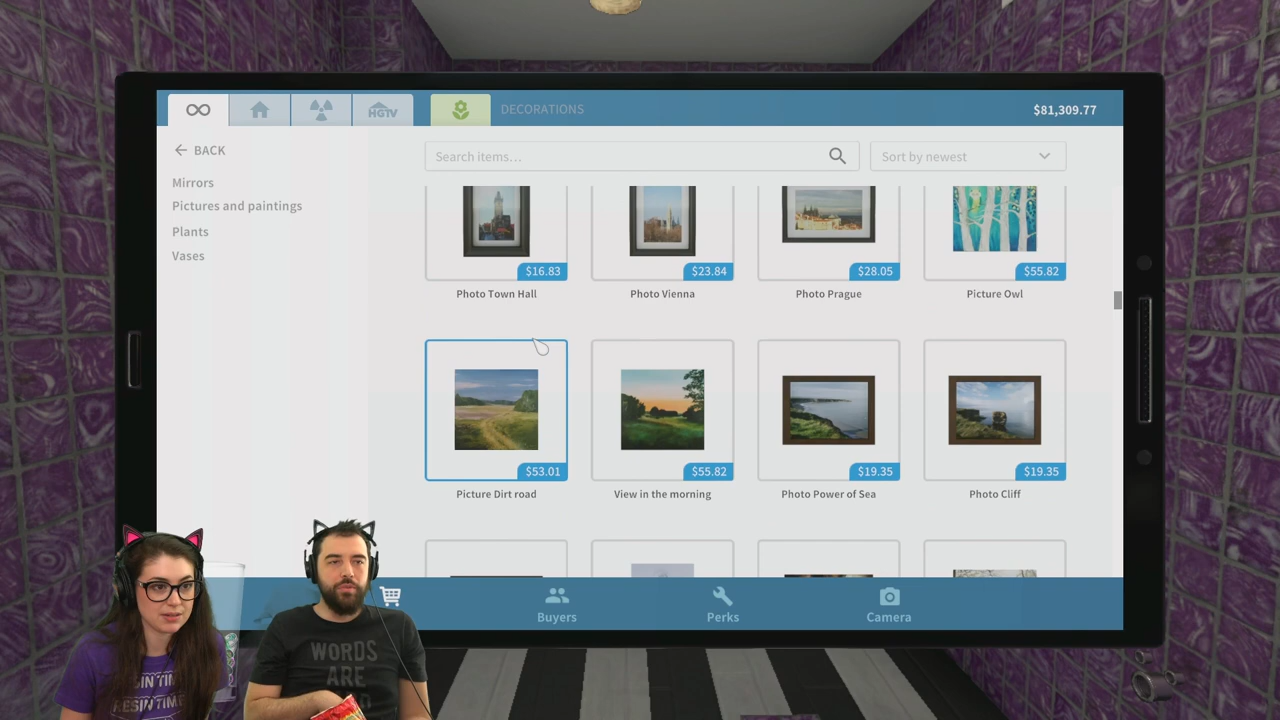 HGTV
DECORATIONS
$81,309.77
BACK
Search items...
Sort by newest
Mirrors
Pictures and paintings
Plants
Vases
$16.83
$23.84
$28.05
$55.82
Photo Town Hall
Photo Vienna
Photo Prague
Picture Owl
$53.01
$55.82
$19.35
$19.35
Picture Dirt road
View in the morning
Photo Power of Sea
Photo Cliff
Buyers
Perks
Camera
WORDS
ARE
RESIN TIME